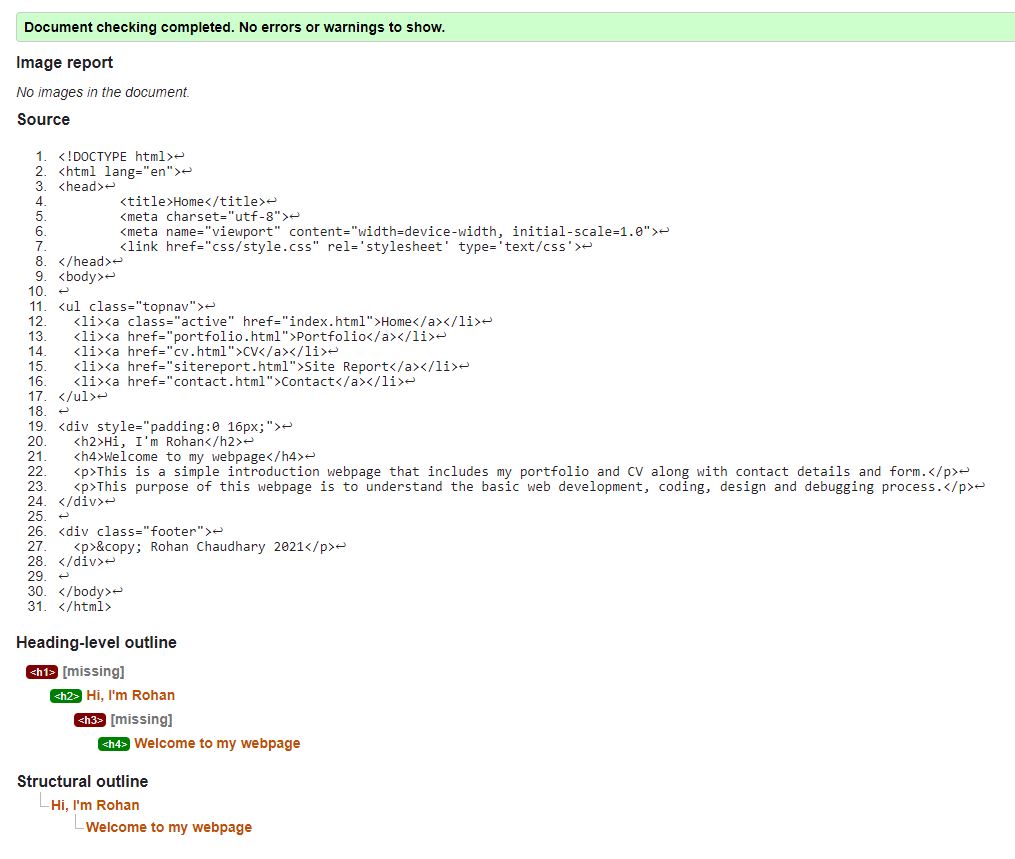 Document checking completed. No errors or warnings to show.
Image report
No images in the document.
Source
1. <!DOCTYPE html>↩
2. <html lang="en">↩
3. <head>↩
4. <title>Home</title>↩
5. <meta charset="utf-8">↩
6. <meta name="viewport" content="width=device-width, initial-scale=1.0">↩
7. <link href="css/style.css" rel='stylesheet' type='text/css'>↩
8. </head>↩
9. <body>↩
10. ↩
11. <ul class="topnav">↩
12. <li><a class="active" href="index.html">Home</a></li>↩
13. <li><a href="portfolio.html">Portfolio</a></li>↩
14. <li><a href="cv.html">CV</a></li>↩
15. <li><a href="sitereport.html">Site Report</a></li>↩
16. <li><a href="contact.html">Contact</a></li>↩
17. </ul>↩
18. ↩
19. <div style="padding:0 16px;">↩
20. <h2>Hi, I'm Rohan</h2>↩
21. <h4>Welcome to my webpage</h4>↩
22. <p>This is a simple introduction webpage that includes my portfolio and CV along with contact details and form.</p>↩
23. <p>This purpose of this webpage is to understand the basic web development, coding, design and debugging process.</p>↩
24. </div>↩
25. ↩
26. <div class="footer">↩
27. <p>&copy; Rohan Chaudhary 2021</p>↩
28. </div>↩
29. ↩
30. </body>↩
31. </html>
Heading-level outline
<h1> [missing]
<h2> Hi, I'm Rohan
<h3> [missing]
<h4> Welcome to my webpage
Structural outline
Hi, I'm Rohan
Welcome to my webpage